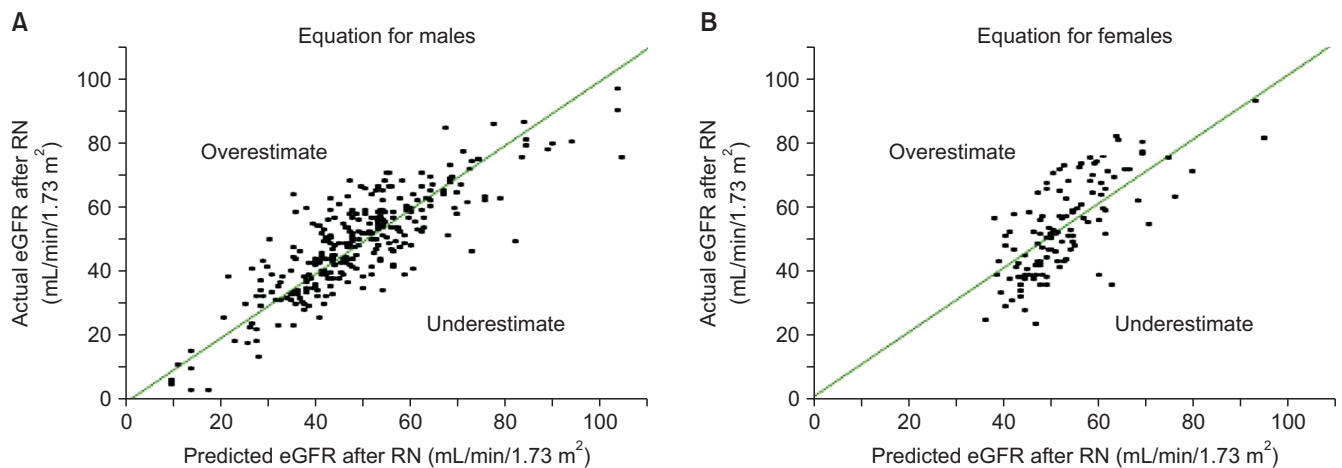 A
Equation for males
Actual eGFR after RN
(mL/min/1.73 m²)
100
80
60
40
20
0
Overestimate
Underestimate
0 20 40 60 80 100
Predicted eGFR after RN (mL/min/1.73 m²)
B
Equation for females
Actual eGFR after RN
(mL/min/1.73 m²)
100
80
60
40
20
0
Overestimate
Underestimate
0 20 40 60 80 100
Predicted eGFR after RN (mL/min/1.73 m²)